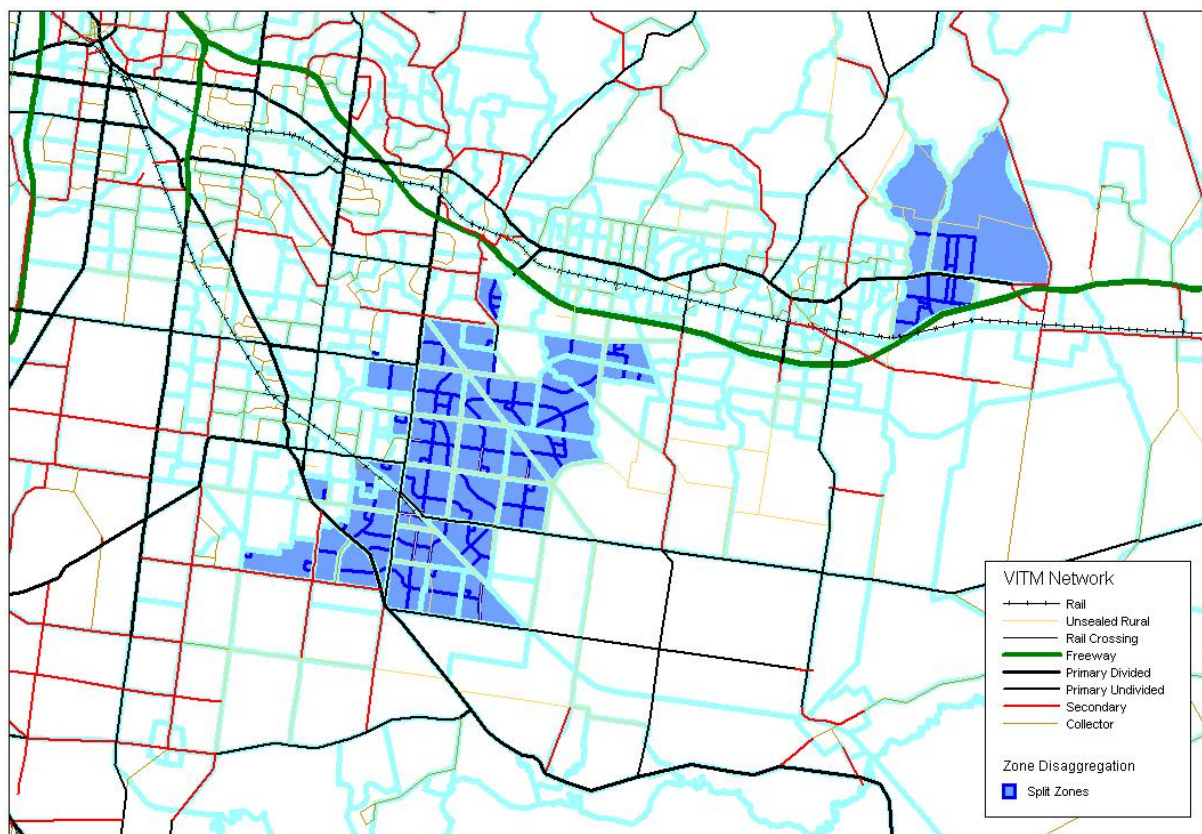 VITM Network
Rail
Unsealed Rural
Rail Crossing
Freeway
Primary Divided
Primary Undivided
Secondary
Collector
Zone Disaggregation
Split Zones